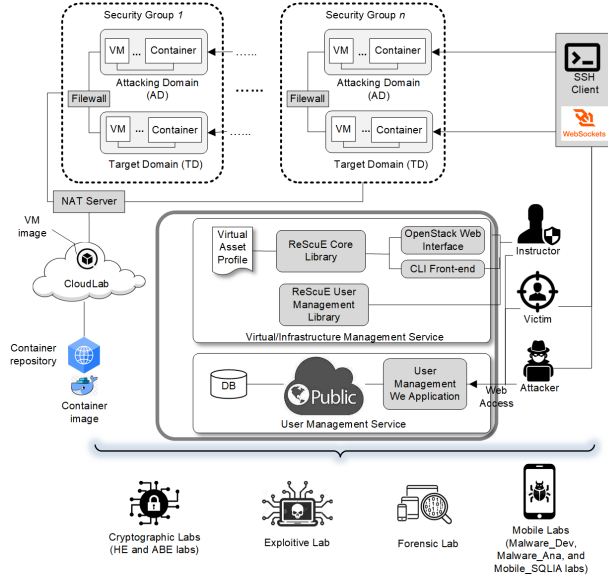 Security Group 1
Security Group n
VM
...
Container
......
VM
...
Container
Attacking Domain
(AD)
Attacking Domain
(AD)
SSH
Client
Firewall
......
Firewall
VM
...
Container
......
VM
...
Container
WebSockets
Target Domain (TD)
Target Domain (TD)
NAT Server
VM
image
CloudLab
Virtual
Asset
Profile
ReScuE Core
Library
OpenStack Web
Interface
CLI Front-end
Instructor
ReScuE User
Management
Library
Virtual/Infrastructure Management Service
Victim
Container
repository
Container
image
DB
Public
User
Management
We Application
Web
Access
Attacker
User Management Service
Cryptographic Labs
(HE and ABE labs)
Exploitive Lab
Forensic Lab
Mobile Labs
(Malware_Dev,
Malware_Ana, and
Mobile_SQLIA labs)